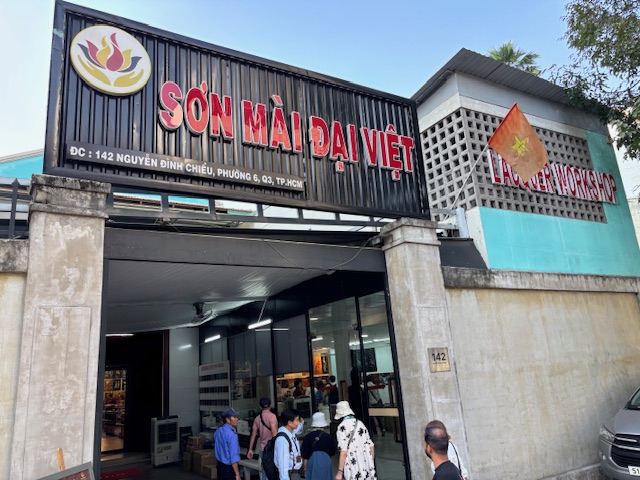 SƠN MÀI ĐẠI VIỆT
ĐC : 142 NGUYỄN ĐÌNH CHIỂU, PHƯỜNG 6, Q3, TP.HCM
LACQUER WORKSHOP
142